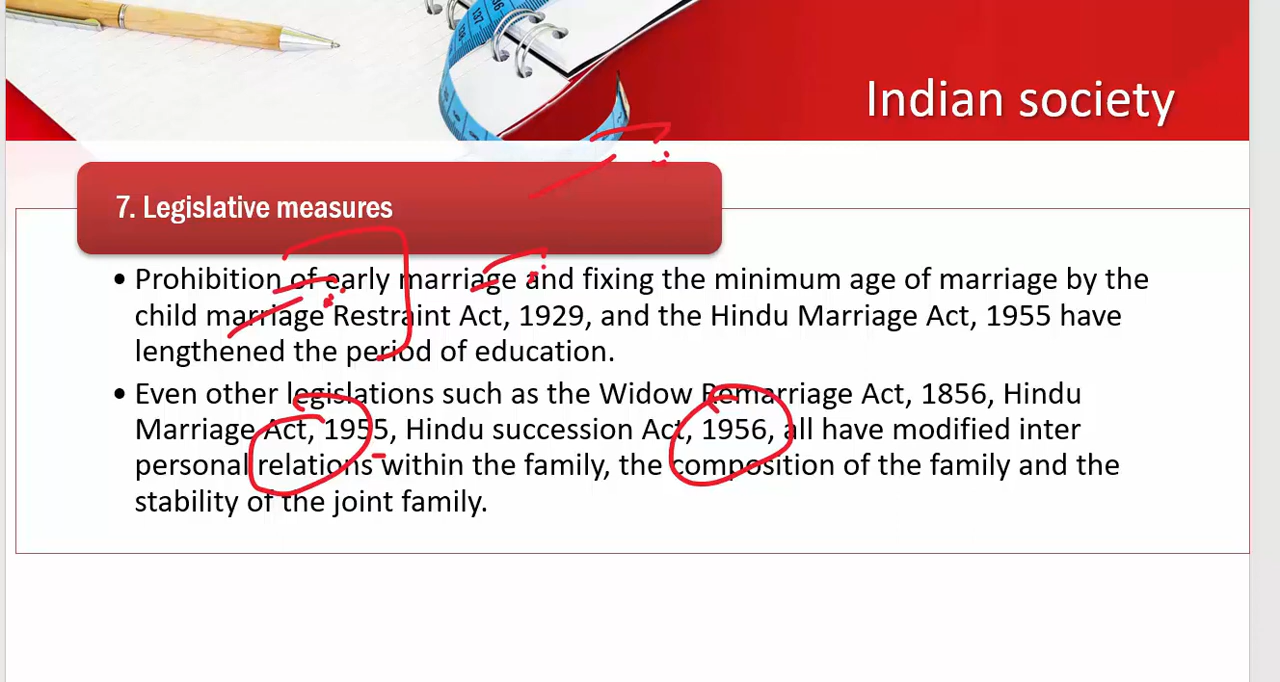 Indian society
7. Legislative measures
• Prohibition of early marriage and fixing the minimum age of marriage by the
child marriage Restraint Act, 1929, and the Hindu Marriage Act, 1955 have
lengthened the period of education.
• Even other legislations such as the Widow Remarriage Act, 1856, Hindu
Marriage Act, 1955, Hindu succession Act, 1956, all have modified inter
personal relations within the family, the composition of the family and the
stability of the joint family.